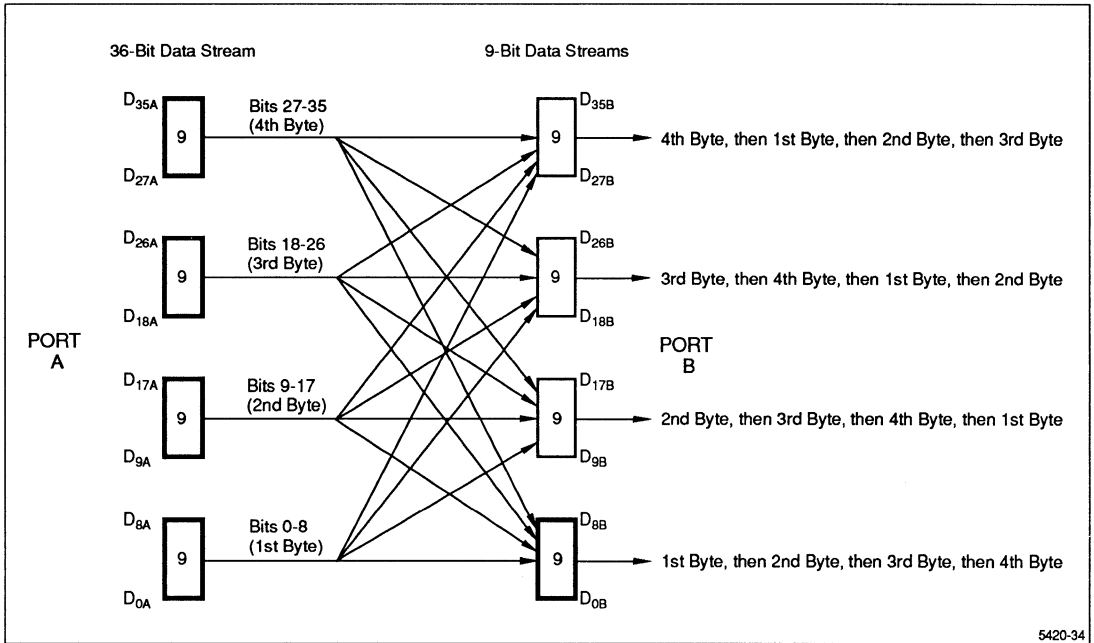 36-Bit Data Stream
9-Bit Data Streams
D35A
9
D27A
Bits 27-35
(4th Byte)
D35B
9
D27B
4th Byte, then 1st Byte, then 2nd Byte, then 3rd Byte
D26A
9
D18A
Bits 18-26
(3rd Byte)
D26B
9
D18B
3rd Byte, then 4th Byte, then 1st Byte, then 2nd Byte
PORT
A
PORT
B
D17A
9
D9A
Bits 9-17
(2nd Byte)
D17B
9
D9B
2nd Byte, then 3rd Byte, then 4th Byte, then 1st Byte
D8A
9
D0A
Bits 0-8
(1st Byte)
D8B
9
D0B
1st Byte, then 2nd Byte, then 3rd Byte, then 4th Byte
5420-34